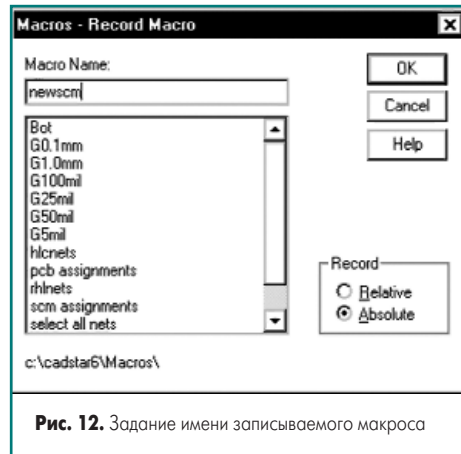 Macros - Record Macro
Macro Name:
newscm
OK
Cancel
Help
Bot
G0.1mm
G1.0mm
G100mil
G25mil
G50mil
G5mil
hlcnets
pcb assignments
rhlnets
scm assignments
select all nets
Record
Relative
Absolute
c:\cadstar6\Macros\
Рис. 12. Задание имени записываемого макроса